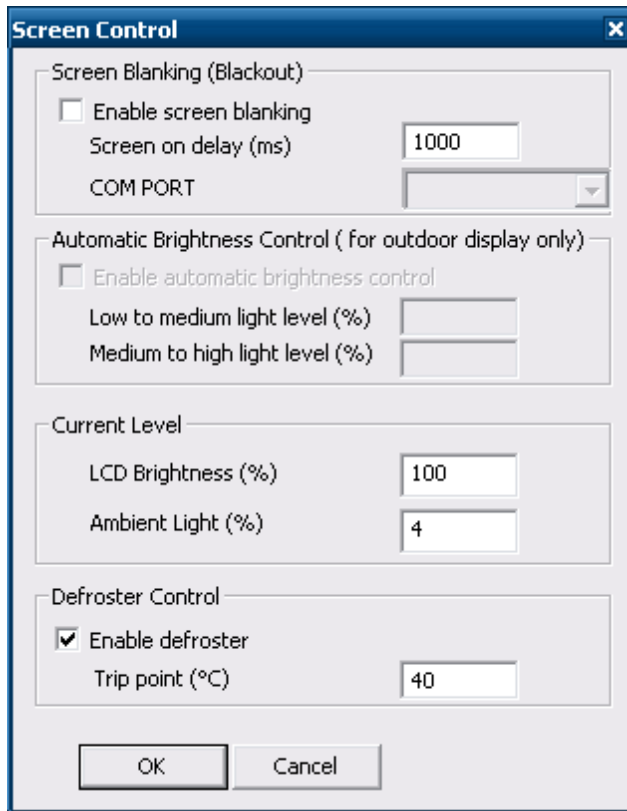 Screen Control
Screen Blanking (Blackout)
Enable screen blanking
Screen on delay (ms) 1000
COM PORT
Automatic Brightness Control ( for outdoor display only)
Enable automatic brightness control
Low to medium light level (%)
Medium to high light level (%)
Current Level
LCD Brightness (%) 100
Ambient Light (%) 4
Defroster Control
Enable defroster
Trip point (°C) 40
OK Cancel